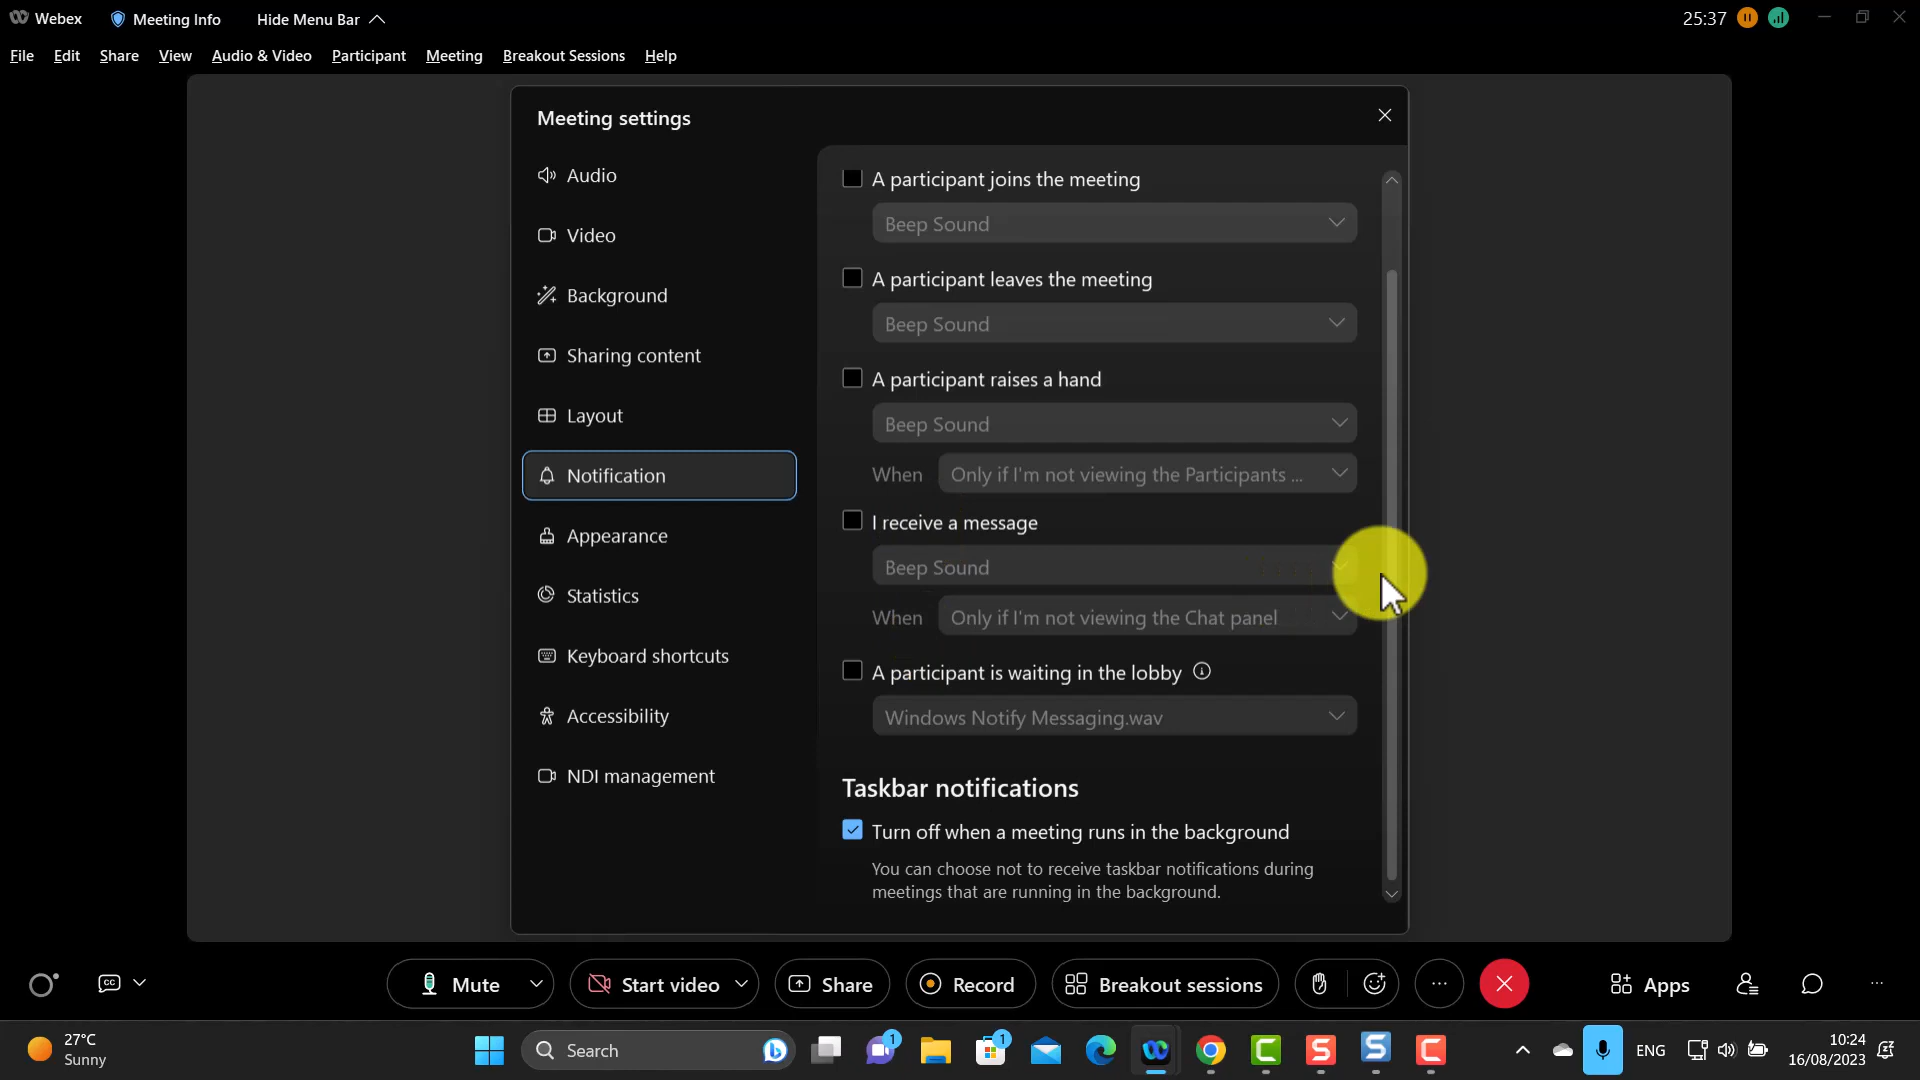 Webex Meeting Info Hide Menu Bar 25:37
File Edit Share View Audio & Video Participant Meeting Breakout Sessions Help
Meeting settings
Audio
Video
Background
Sharing content
Layout
Notification
Appearance
Statistics
Keyboard shortcuts
Accessibility
NDI management
A participant joins the meeting
Beep Sound
A participant leaves the meeting
Beep Sound
A participant raises a hand
Beep Sound
When Only if I'm not viewing the Participants ...
I receive a message
Beep Sound
When Only if I'm not viewing the Chat panel
A participant is waiting in the lobby
Windows Notify Messaging.wav
Taskbar notifications
Turn off when a meeting runs in the background
You can choose not to receive taskbar notifications during
meetings that are running in the background.
CC Mute Start video Share Record Breakout sessions Apps
27°C
Sunny
Search
1
1
ENG
10:24
16/08/2023